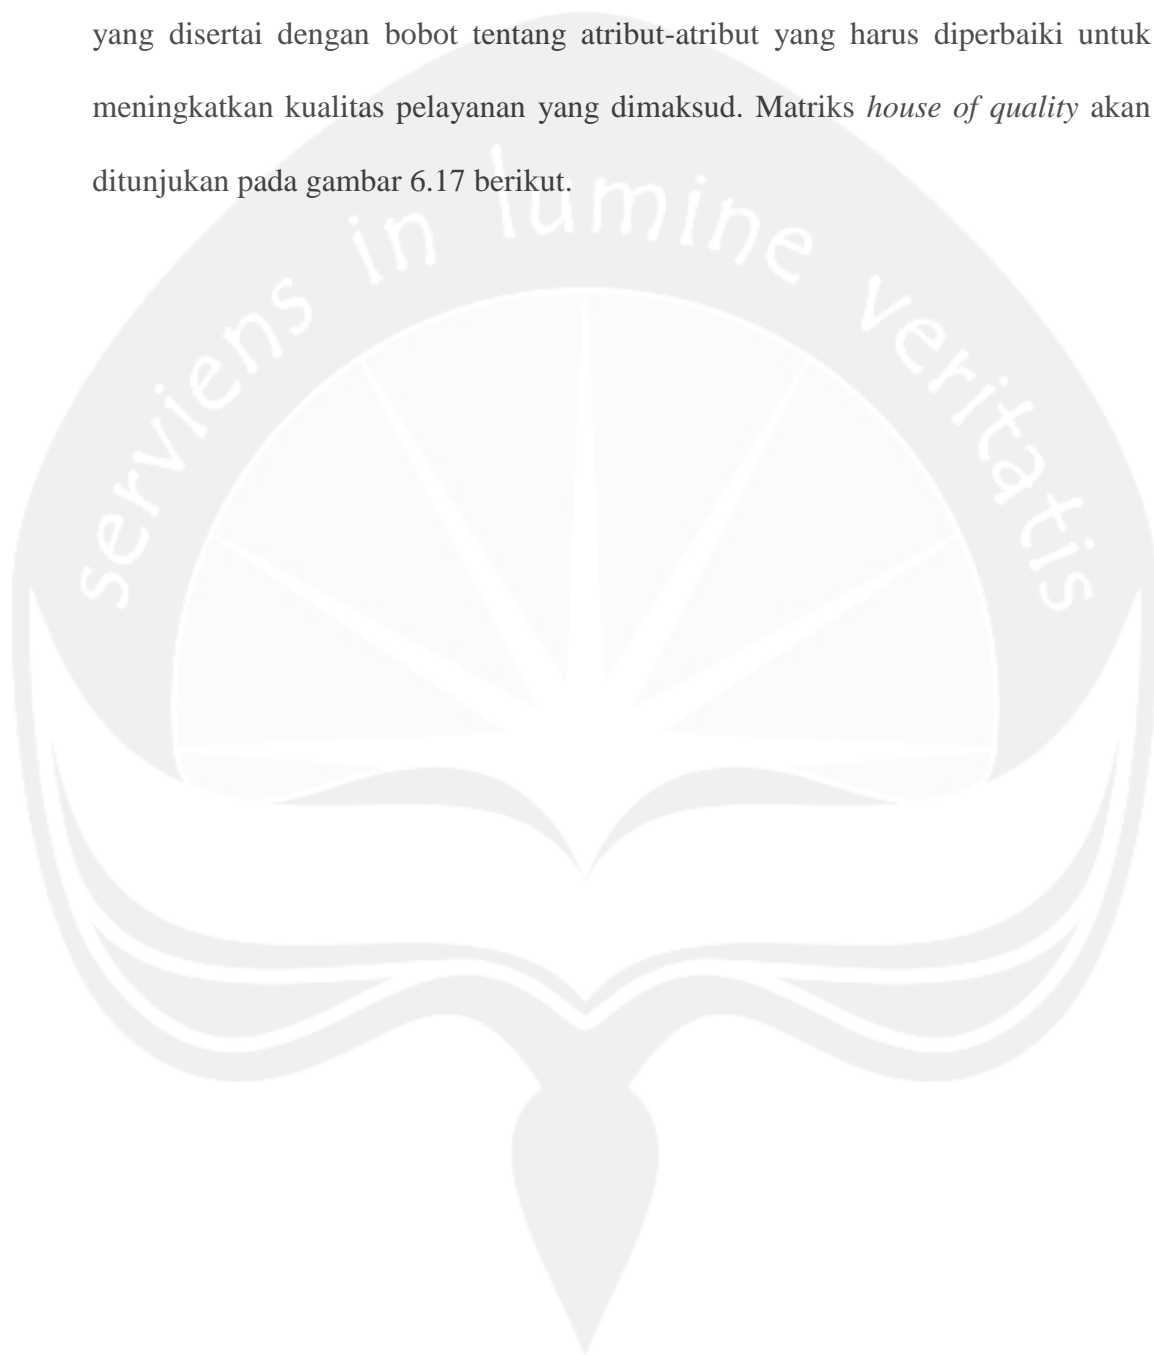 yang disertai dengan bobot tentang atribut-atribut yang harus diperbaiki untuk
meningkatkan kualitas pelayanan yang dimaksud. Matriks house of quality akan
ditunjukan pada gambar 6.17 berikut.
serviens in lumine veritatis